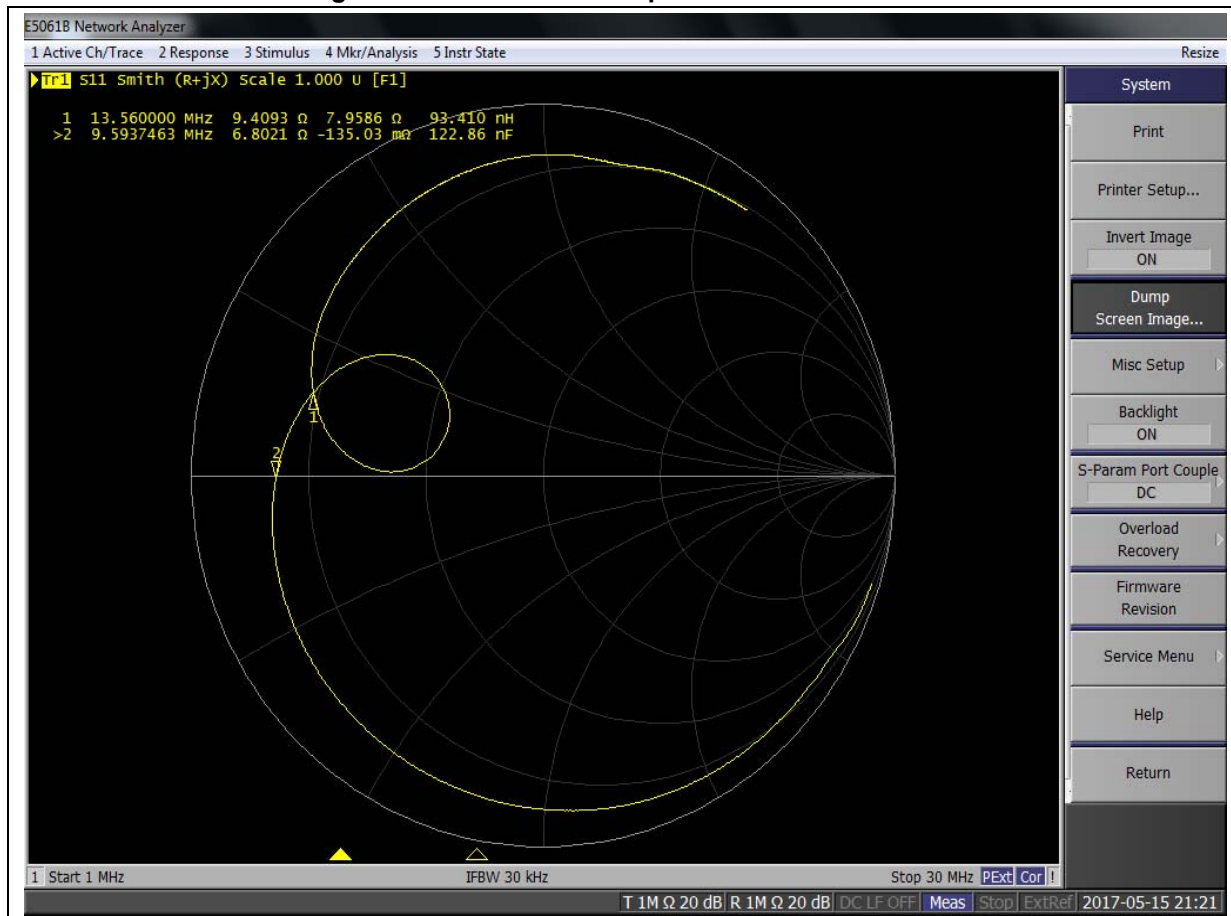 E5061B Network Analyzer
1 Active Ch/Trace 2 Response 3 Stimulus 4 Mkr/Analysis 5 Instr State Resize
Tr1 S11 Smith (R+jX) Scale 1.000 U [F1]
1 13.560000 MHz 9.4093 Ω 7.9586 Ω 93.410 nH
>2 9.5937463 MHz 6.8021 Ω -135.03 mΩ 122.86 nF
1
2
System
Print
Printer Setup...
Invert Image
ON
Dump
Screen Image...
Misc Setup
Backlight
ON
S-Param Port Couple
DC
Overload
Recovery
Firmware
Revision
Service Menu
Help
Return
1 Start 1 MHz IFBW 30 kHz Stop 30 MHz PExt Cor !
T 1M Ω 20 dB R 1M Ω 20 dB DC LF OFF Meas Stop ExtRef 2017-05-15 21:21